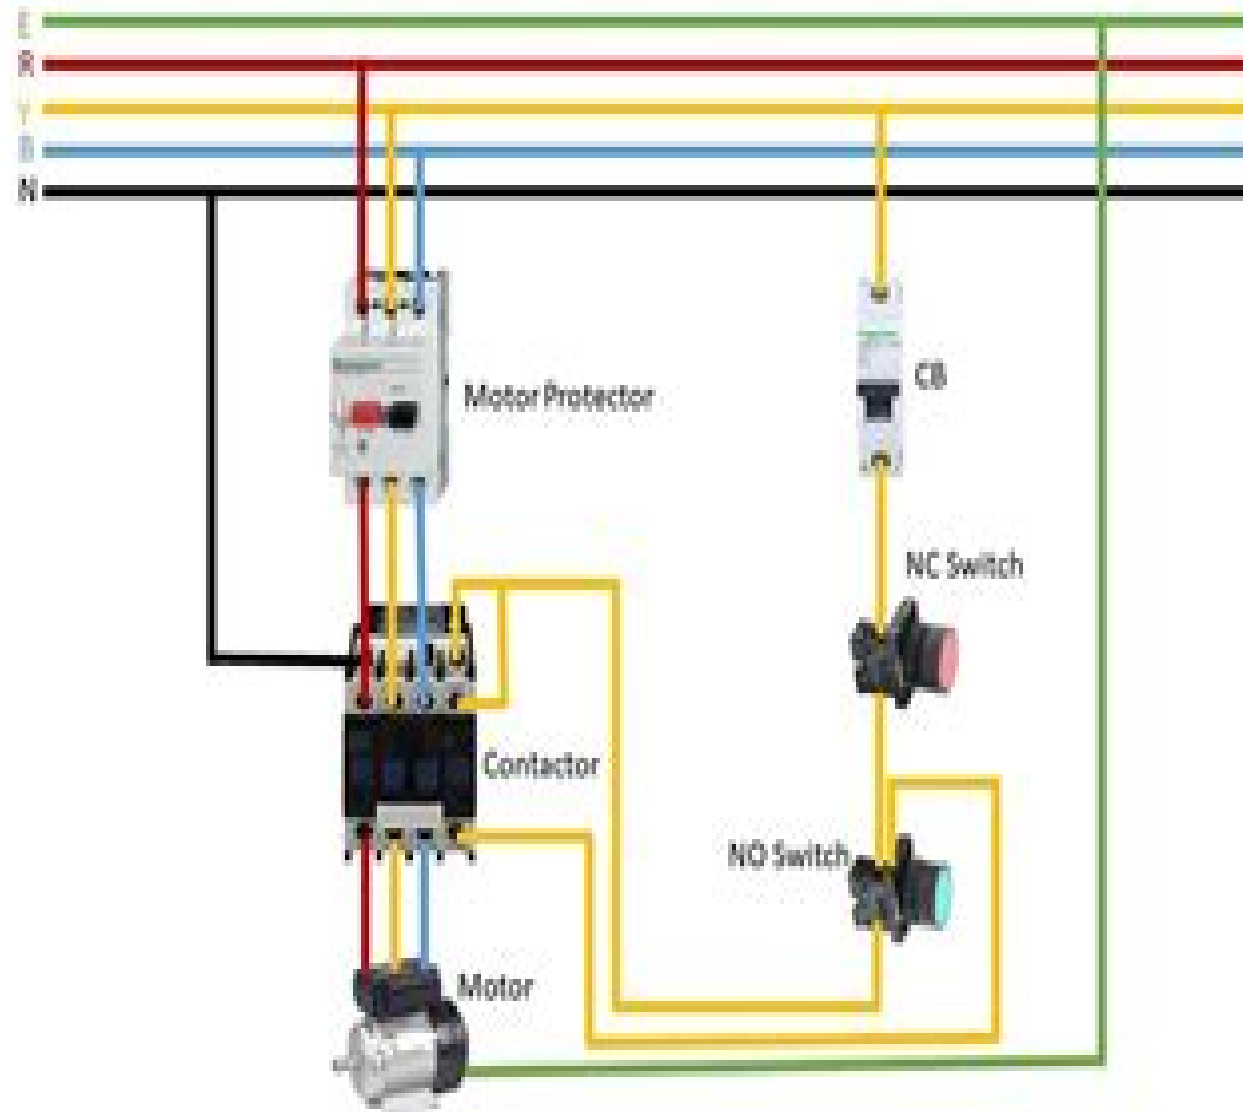 E
R
Y
B
N
Motor Protector
CB
NC Switch
Contactor
NO Switch
Motor